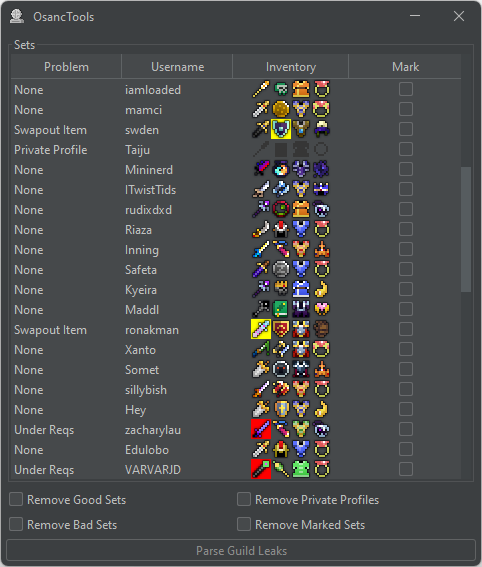 OsancTools
Sets
Problem Username Inventory Mark
None iamloaded
None mamci
Swapout Item swden
Private Profile Taiju
None Mininerd
None ITwistTids
None rudixdxd
None Riaza
None Inning
None Safeta
None Kyeira
None Maddl
Swapout Item ronakman
None Xanto
None Somet
None sillybish
None Hey
Under Reqs zacharylau
None Edulobo
Under Reqs VARVARJD
Remove Good Sets Remove Private Profiles
Remove Bad Sets Remove Marked Sets
Parse Guild Leaks